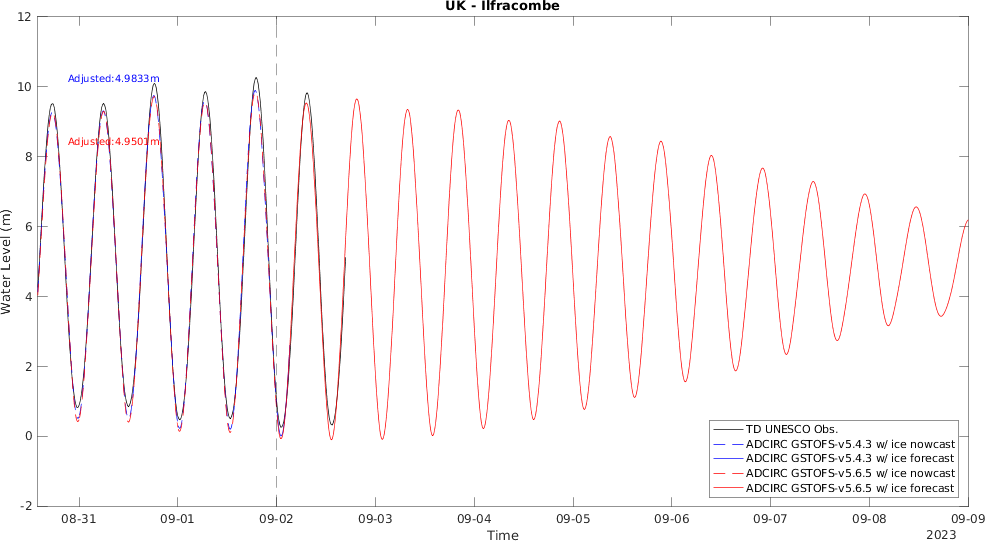 UK - Ilfracombe
12
10
8
6
4
2
0
-2
Water Level (m)
Adjusted:4.9833m
Adjusted:4.9501m
TD UNESCO Obs.
ADCIRC GSTOFS-v5.4.3 w/ ice nowcast
ADCIRC GSTOFS-v5.4.3 w/ ice forecast
ADCIRC GSTOFS-v5.6.5 w/ ice nowcast
ADCIRC GSTOFS-v5.6.5 w/ ice forecast
08-31 09-01 09-02 09-03 09-04 09-05 09-06 09-07 09-08 09-09
Time
2023